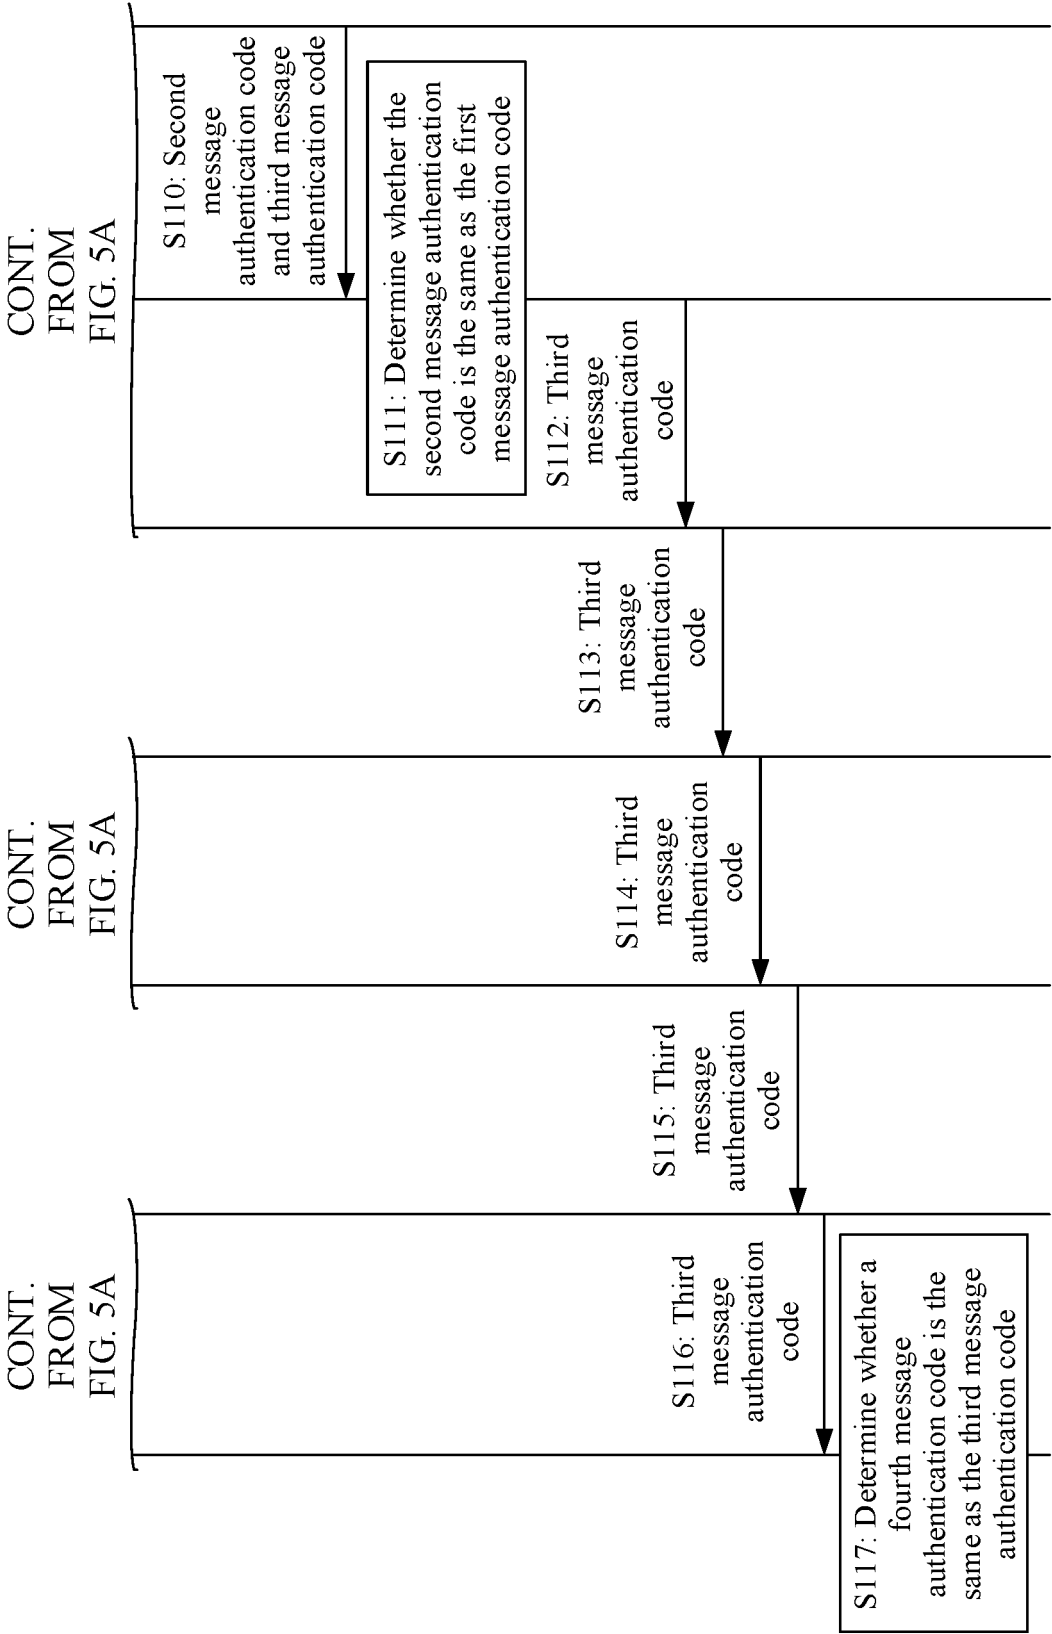 CONT.
FROM
FIG. 5A
CONT.
FROM
FIG. 5A
CONT.
FROM
FIG. 5A
S110: Second
message
authentication code
and third message
authentication code
S111: Determine whether the
second message authentication
code is the same as the first
message authentication code
S112: Third
message
authentication
code
S113: Third
message
authentication
code
S114: Third
message
authentication
code
S115: Third
message
authentication
code
S116: Third
message
authentication
code
S117: Determine whether a
fourth message
authentication code is the
same as the third message
authentication code